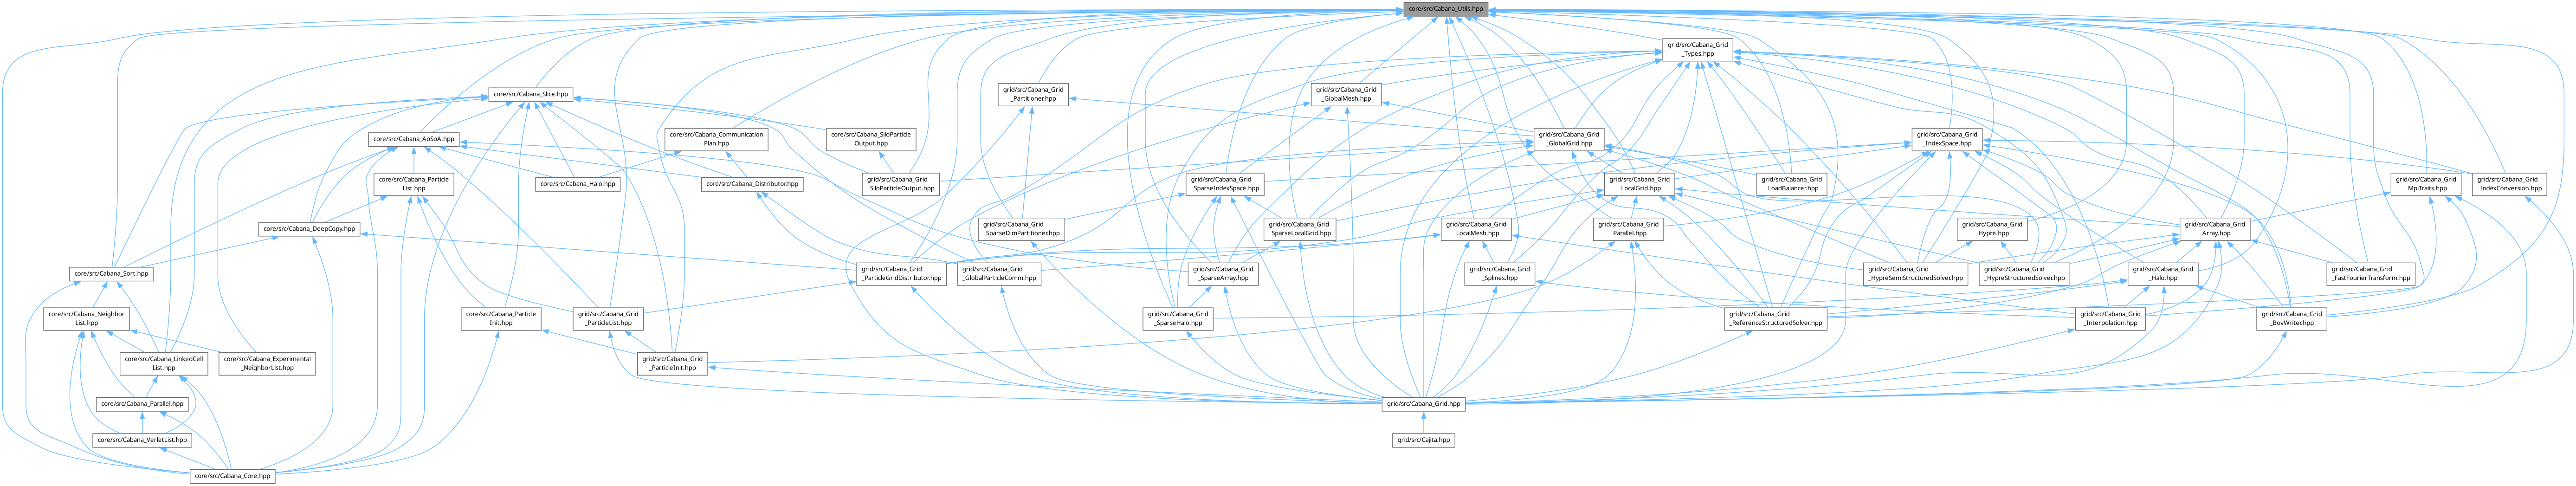 core/src/Cabana_Utils.hpp
grid/src/Cabana_Grid
_Types.hpp
core/src/Cabana_Slice.hpp
grid/src/Cabana_Grid
_Partitioner.hpp
grid/src/Cabana_Grid
_GlobalMesh.hpp
core/src/Cabana_AoSoA.hpp
core/src/Cabana_Communication
Plan.hpp
core/src/Cabana_SiloParticle
Output.hpp
grid/src/Cabana_Grid
_GlobalGrid.hpp
grid/src/Cabana_Grid
_IndexSpace.hpp
core/src/Cabana_Particle
List.hpp
core/src/Cabana_Halo.hpp
core/src/Cabana_Distributor.hpp
grid/src/Cabana_Grid
_SiloParticleOutput.hpp
grid/src/Cabana_Grid
_SparseIndexSpace.hpp
grid/src/Cabana_Grid
_LocalGrid.hpp
grid/src/Cabana_Grid
_LoadBalancer.hpp
grid/src/Cabana_Grid
_MpiTraits.hpp
grid/src/Cabana_Grid
_IndexConversion.hpp
core/src/Cabana_DeepCopy.hpp
grid/src/Cabana_Grid
_SparseDimPartitioner.hpp
grid/src/Cabana_Grid
_SparseLocalGrid.hpp
grid/src/Cabana_Grid
_LocalMesh.hpp
grid/src/Cabana_Grid
_Parallel.hpp
grid/src/Cabana_Grid
_Hypre.hpp
grid/src/Cabana_Grid
_Array.hpp
core/src/Cabana_Sort.hpp
grid/src/Cabana_Grid
_ParticleGridDistributor.hpp
grid/src/Cabana_Grid
_GlobalParticleComm.hpp
grid/src/Cabana_Grid
_SparseArray.hpp
grid/src/Cabana_Grid
_Splines.hpp
grid/src/Cabana_Grid
_HypreSemiStructuredSolver.hpp
grid/src/Cabana_Grid
_HypreStructuredSolver.hpp
grid/src/Cabana_Grid
_Halo.hpp
grid/src/Cabana_Grid
_FastFourierTransform.hpp
core/src/Cabana_Neighbor
List.hpp
core/src/Cabana_Particle
Init.hpp
grid/src/Cabana_Grid
_ParticleList.hpp
grid/src/Cabana_Grid
_SparseHalo.hpp
grid/src/Cabana_Grid
_ReferenceStructuredSolver.hpp
grid/src/Cabana_Grid
_Interpolation.hpp
grid/src/Cabana_Grid
_BovWriter.hpp
core/src/Cabana_LinkedCell
List.hpp
core/src/Cabana_Experimental
_NeighborList.hpp
grid/src/Cabana_Grid
_ParticleInit.hpp
core/src/Cabana_Parallel.hpp
grid/src/Cabana_Grid.hpp
core/src/Cabana_VerletList.hpp
grid/src/Cajita.hpp
core/src/Cabana_Core.hpp